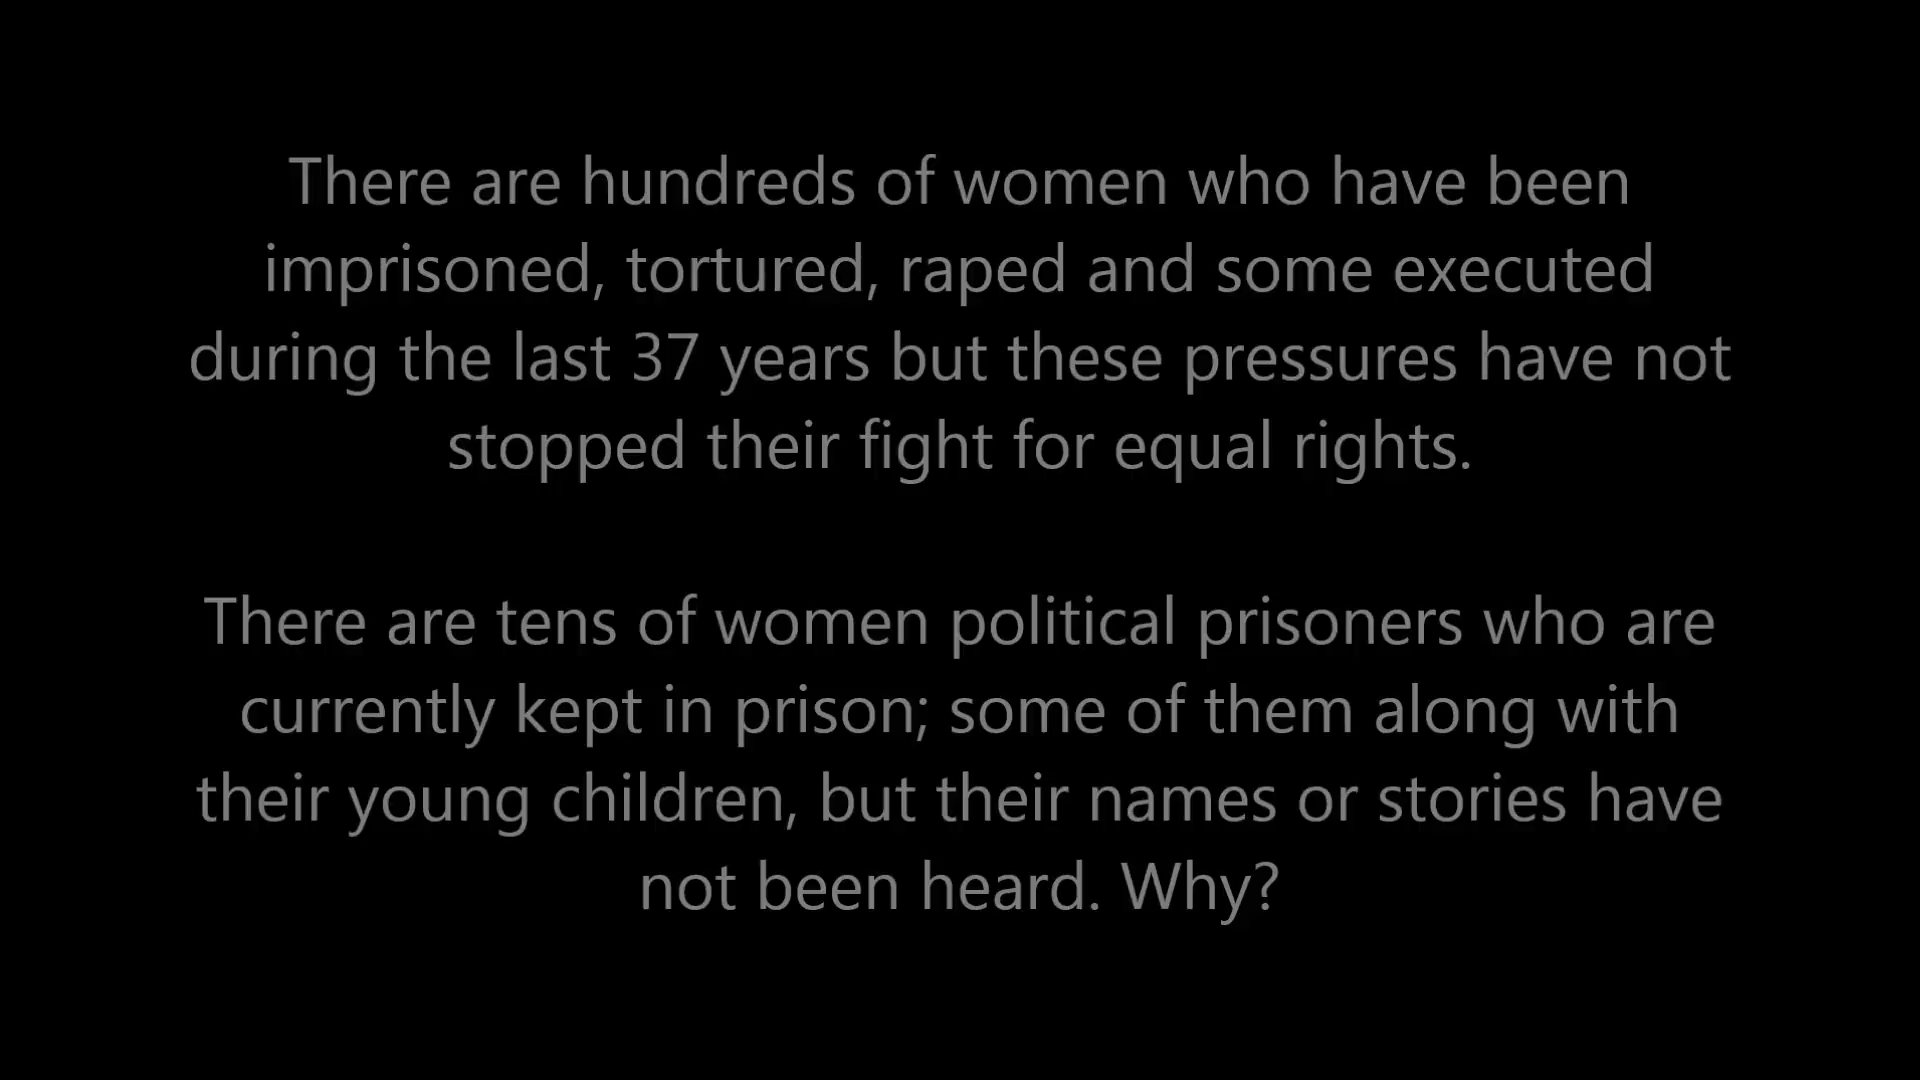 There are hundreds of women who have been
imprisoned, tortured, raped and some executed
during the last 37 years but these pressures have not
stopped their fight for equal rights.
There are tens of women political prisoners who are
currently kept in prison; some of them along with
their young children, but their names or stories have
not been heard. Why?